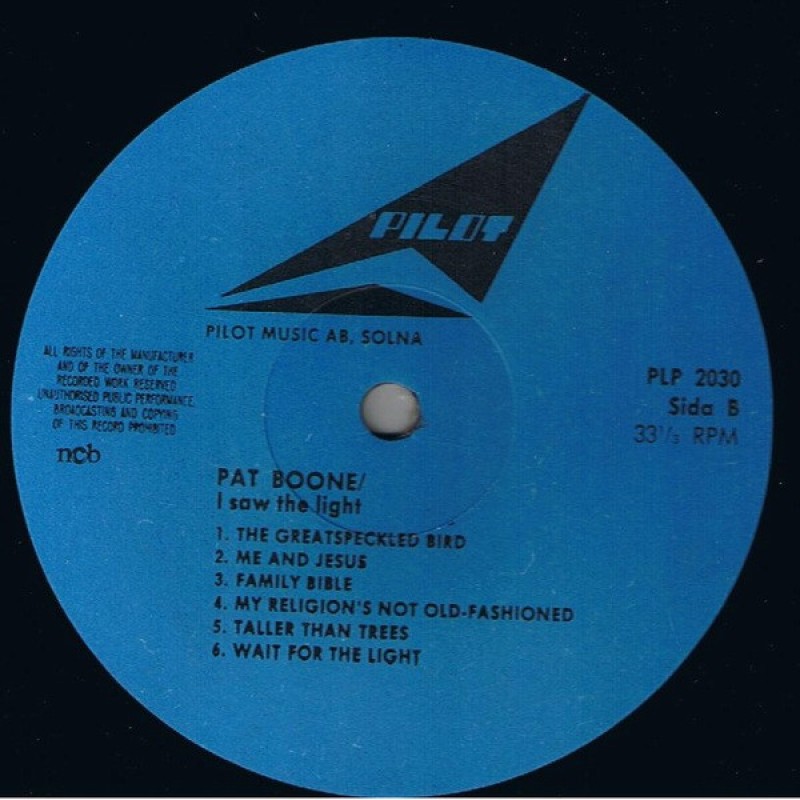 PILOT
PILOT MUSIC AB, SOLNA
ALL RIGHTS OF THE MANUFACTURER
AND OF THE OWNER OF THE
RECORDED WORK RESERVED
UNAUTHORISED PUBLIC PERFORMANCE,
BROADCASTING AND COPYING
OF THIS RECORD PROHIBITED
ncb
PLP 2030
Sida B
33 1/3 RPM
PAT BOONE/
I saw the light
1. THE GREATSPECKLED BIRD
2. ME AND JESUS
3. FAMILY BIBLE
4. MY RELIGION'S NOT OLD-FASHIONED
5. TALLER THAN TREES
6. WAIT FOR THE LIGHT